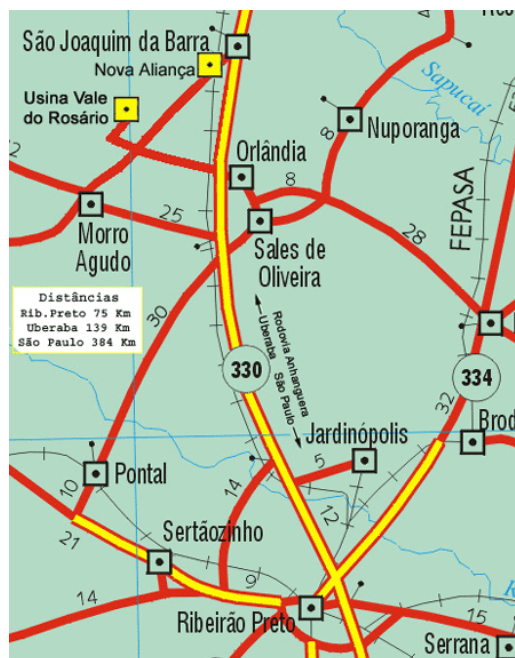 São Joaquim da Barra
Nova Aliança
Usina Vale
do Rosário
Sapucaí
8
Nuporanga
Orlândia
8
FEPASA
Morro
Agudo
25
Sales de
Oliveira
28
Distâncias
Rib.Preto 75 Km
Uberaba 139 Km
São Paulo 384 Km
30
Rodovia Anhanguera
Uberaba São Paulo
330
334
32
Jardinópolis
Brod
5
Pontal
10
14
12
21
Sertãozinho
9
14
Ribeirão Preto
15
Serrana